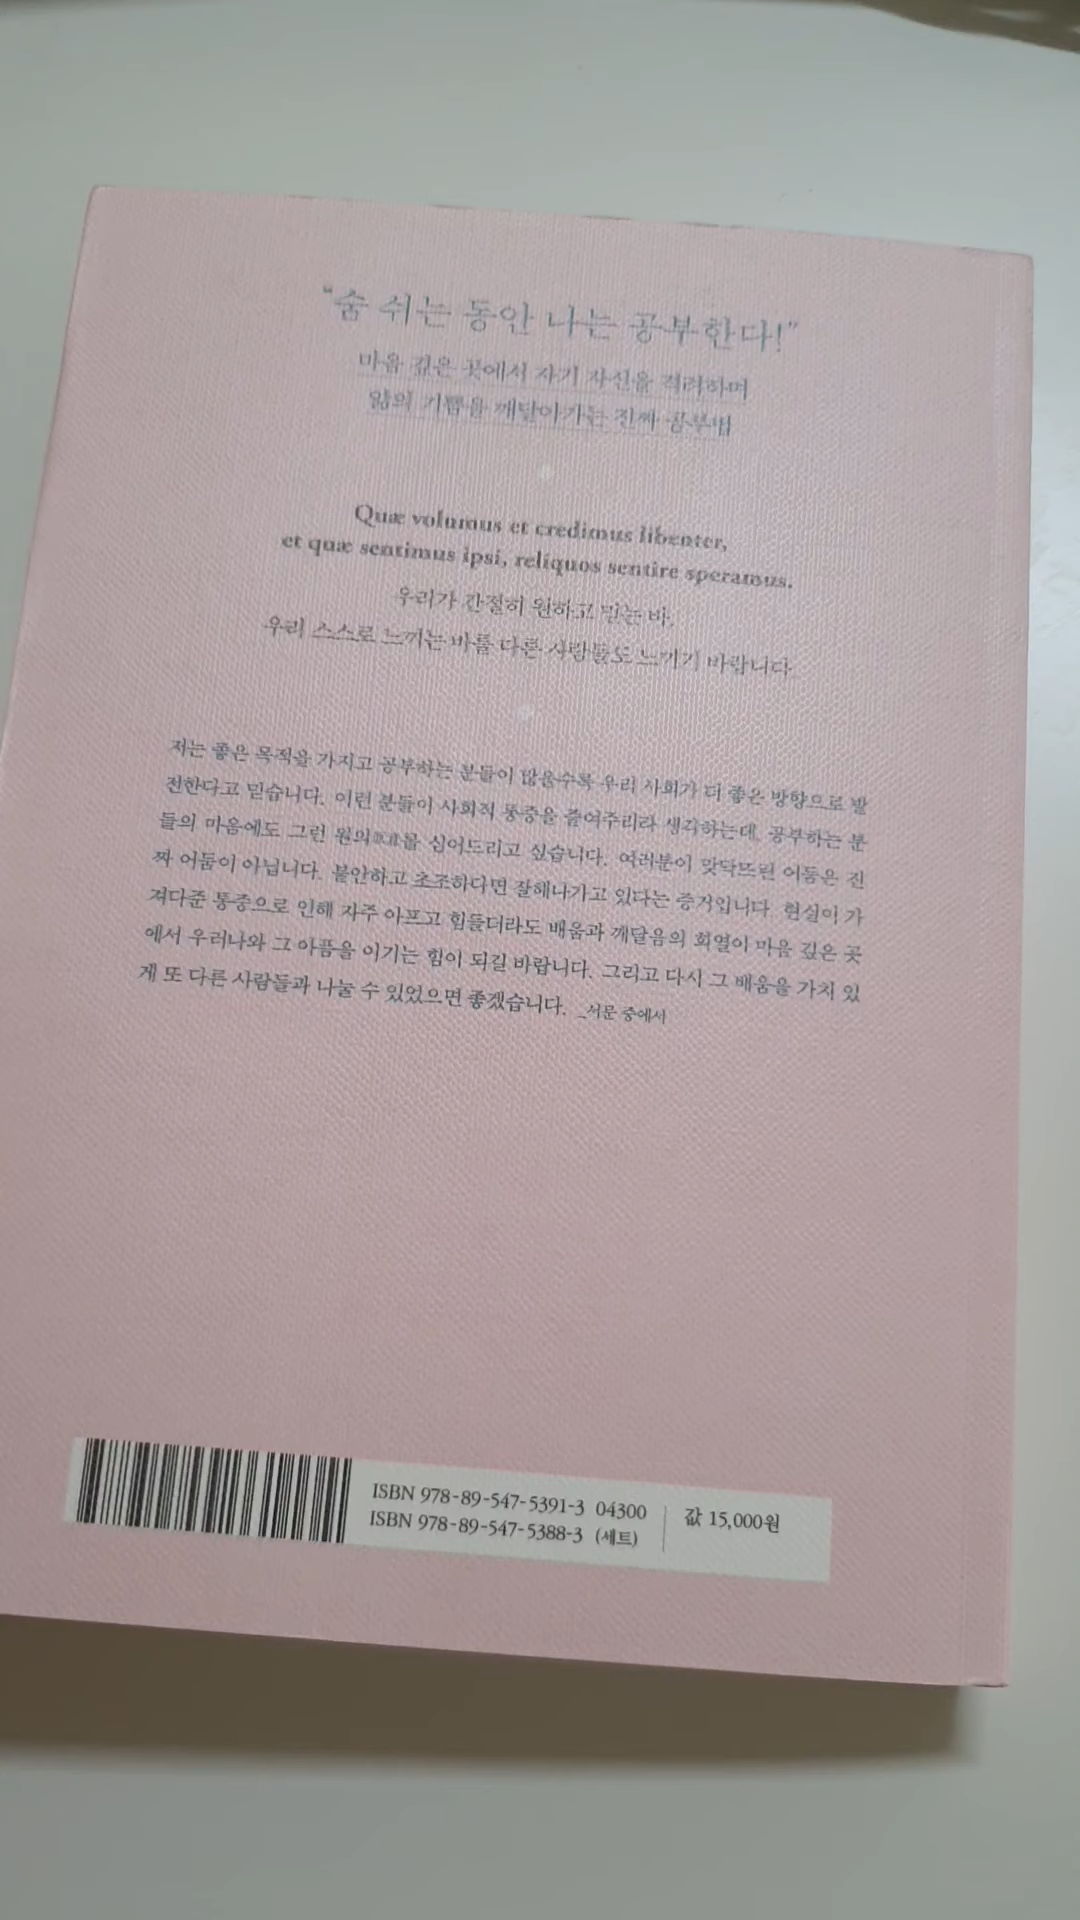 “숨 쉬는 동안 나는 공부한다!”
마음 깊은 곳에서 자기 자신을 격려하며
앎의 기쁨을 깨달아가는 진짜 공부법
Quæ volumus et credimus libenter,
et quæ sentimus ipsi, reliquos sentire speramus.
우리가 간절히 원하고 믿는 바,
우리 스스로 느끼는 바를 다른 사람들도 느끼기 바랍니다.
저는 좋은 목적을 가지고 공부하는 분들이 많을수록 우리 사회가 더 좋은 방향으로 발
전한다고 믿습니다. 이런 분들이 사회적 통증을 줄여주리라 생각하는데, 공부하는 분
들의 마음에도 그런 원의를 심어드리고 싶습니다. 여러분이 맞닥뜨린 어둠은 진
짜 어둠이 아닙니다. 불안하고 초조하다면 잘해나가고 있다는 증거입니다. 현실이 가
져다준 통증으로 인해 자주 아프고 힘들더라도 배움과 깨달음의 희열이 마음 깊은 곳
에서 우러나와 그 아픔을 이기는 힘이 되길 바랍니다. 그리고 다시 그 배움을 가치 있
게 또 다른 사람들과 나눌 수 있었으면 좋겠습니다. _서문 중에서
ISBN 978-89-547-5391-3 04300
ISBN 978-89-547-5388-3 (세트)
값 15,000원